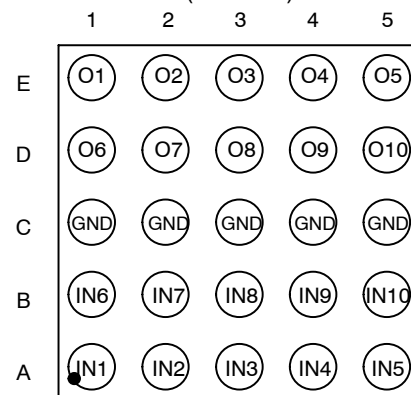 1 2 3 4 5
E O1 O2 O3 O4 O5
D O6 O7 O8 O9 O10
C GND GND GND GND GND
B IN6 IN7 IN8 IN9 IN10
A IN1 IN2 IN3 IN4 IN5